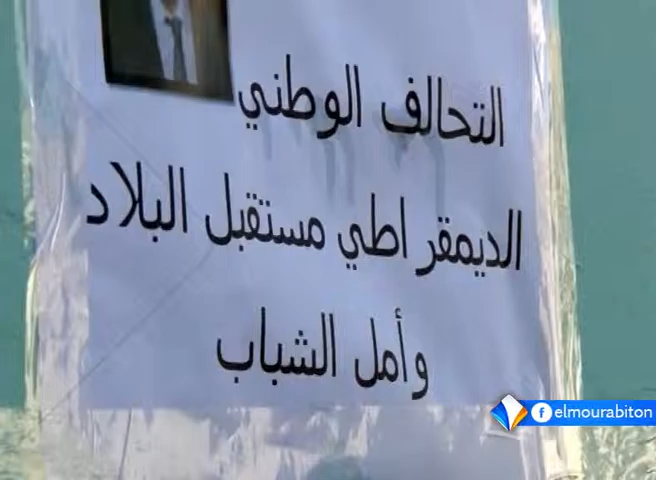 التحالف الوطني
الديمقراطي مستقبل البلاد
وأمل الشباب
elmourabiton